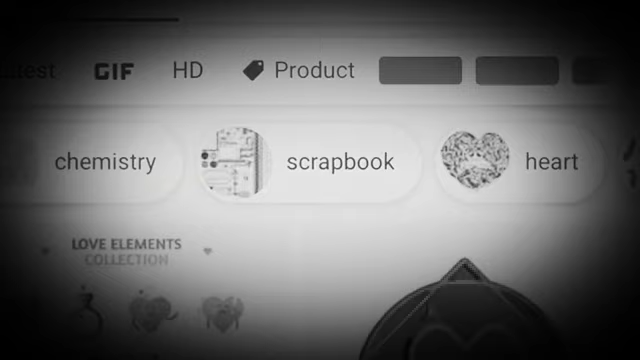 GIF HD Product
chemistry scrapbook heart
LOVE ELEMENTS
COLLECTION